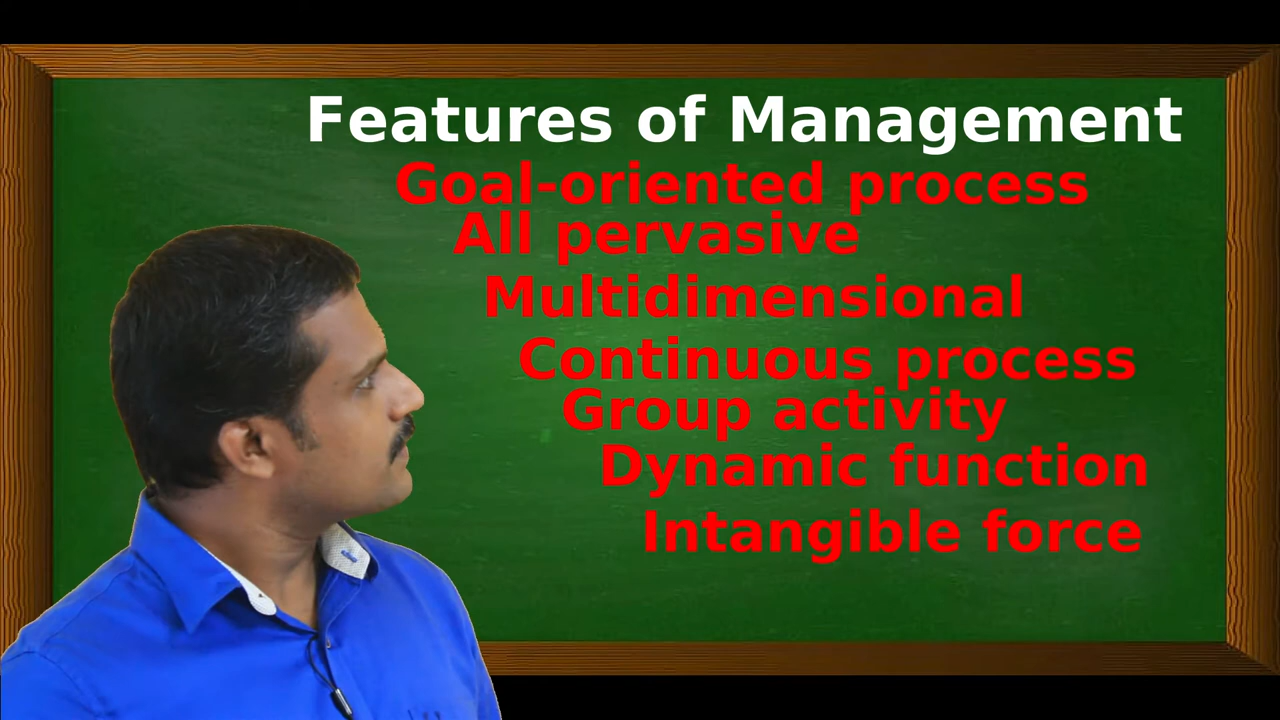 Features of Management
Goal-oriented process
All pervasive
Multidimensional
Continuous process
Group activity
Dynamic function
Intangible force